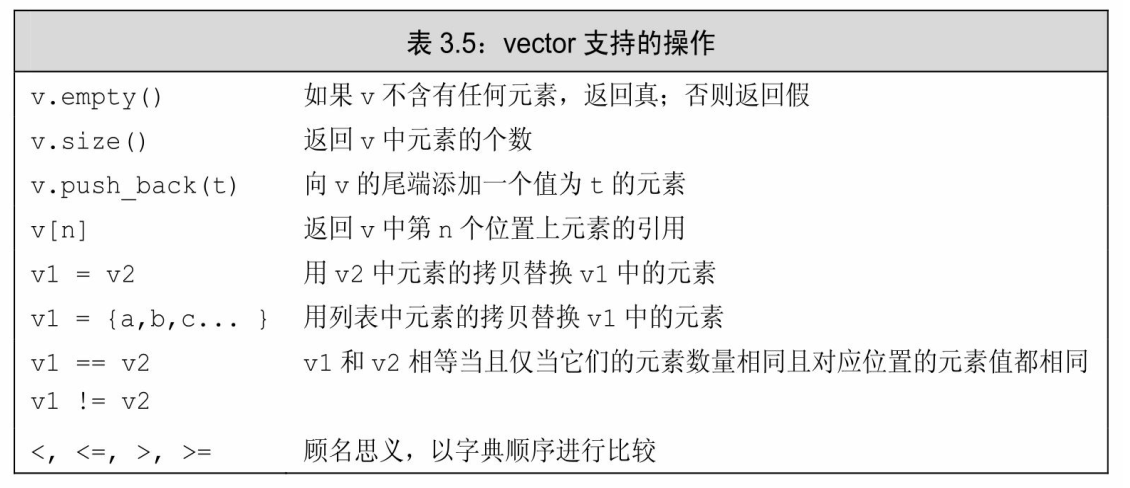 表 3.5：vector 支持的操作
v.empty() 如果 v 不含有任何元素，返回真；否则返回假
v.size() 返回 v 中元素的个数
v.push_back(t) 向 v 的尾端添加一个值为 t 的元素
v[n] 返回 v 中第 n 个位置上元素的引用
v1 = v2 用 v2 中元素的拷贝替换 v1 中的元素
v1 = {a,b,c... } 用列表中元素的拷贝替换 v1 中的元素
v1 == v2 v1 和 v2 相等当且仅当它们的元素数量相同且对应位置的元素值都相同
v1 != v2
<, <=, >, >= 顾名思义，以字典顺序进行比较